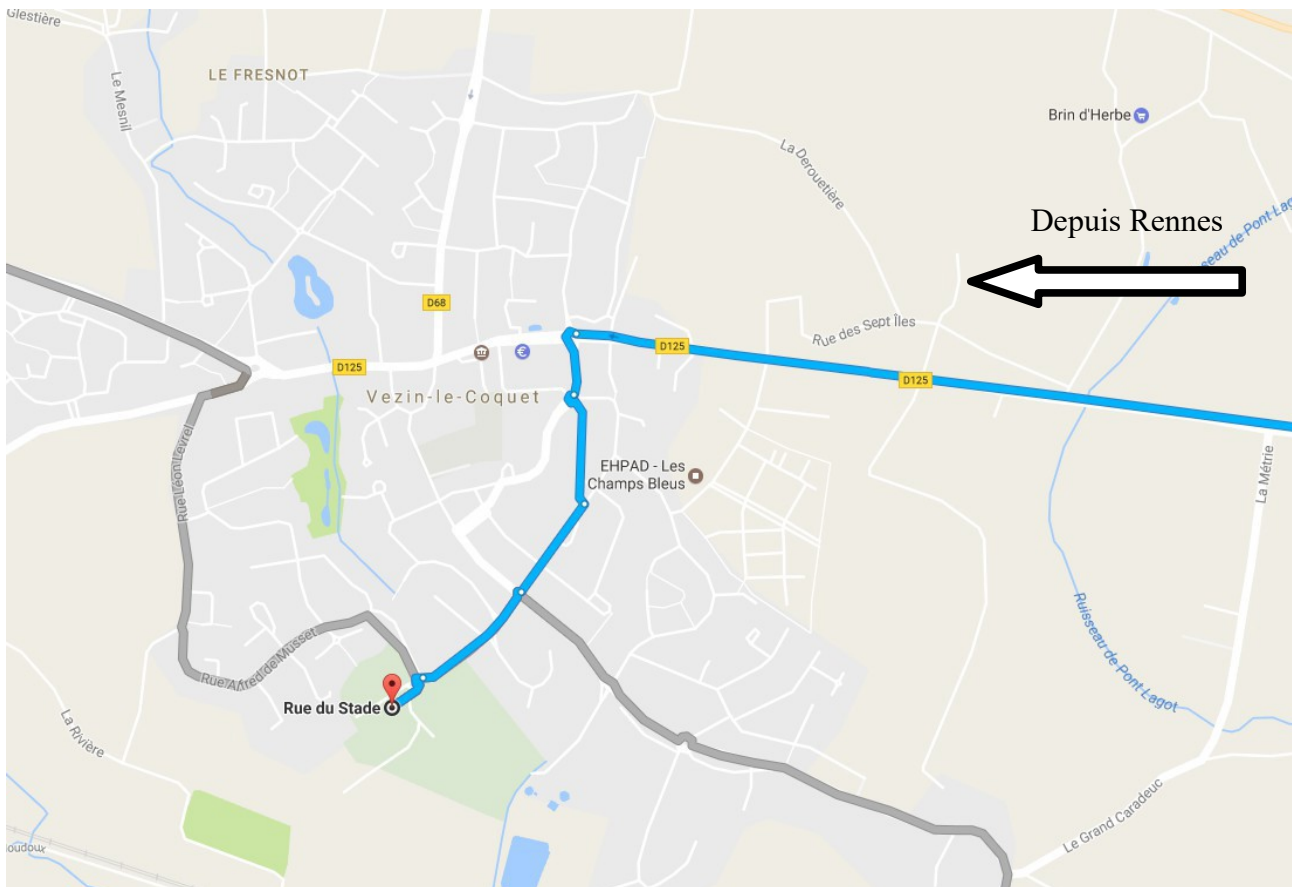 Glestière
LE FRESNOT
Le Mesnil
Brin d'Herbe
La Derouetière
Depuis Rennes
Ruisseau de Pont Lagot
D68
Rue des Sept Îles
D125
D125
D125
Vezin-le-Coquet
Rue Léon Levrel
EHPAD - Les
Champs Bleus
La Métrie
Ruisseau de Pont Lagot
Rue Alfred de Musset
Rue du Stade
La Rivière
Le Grand Caradeuc